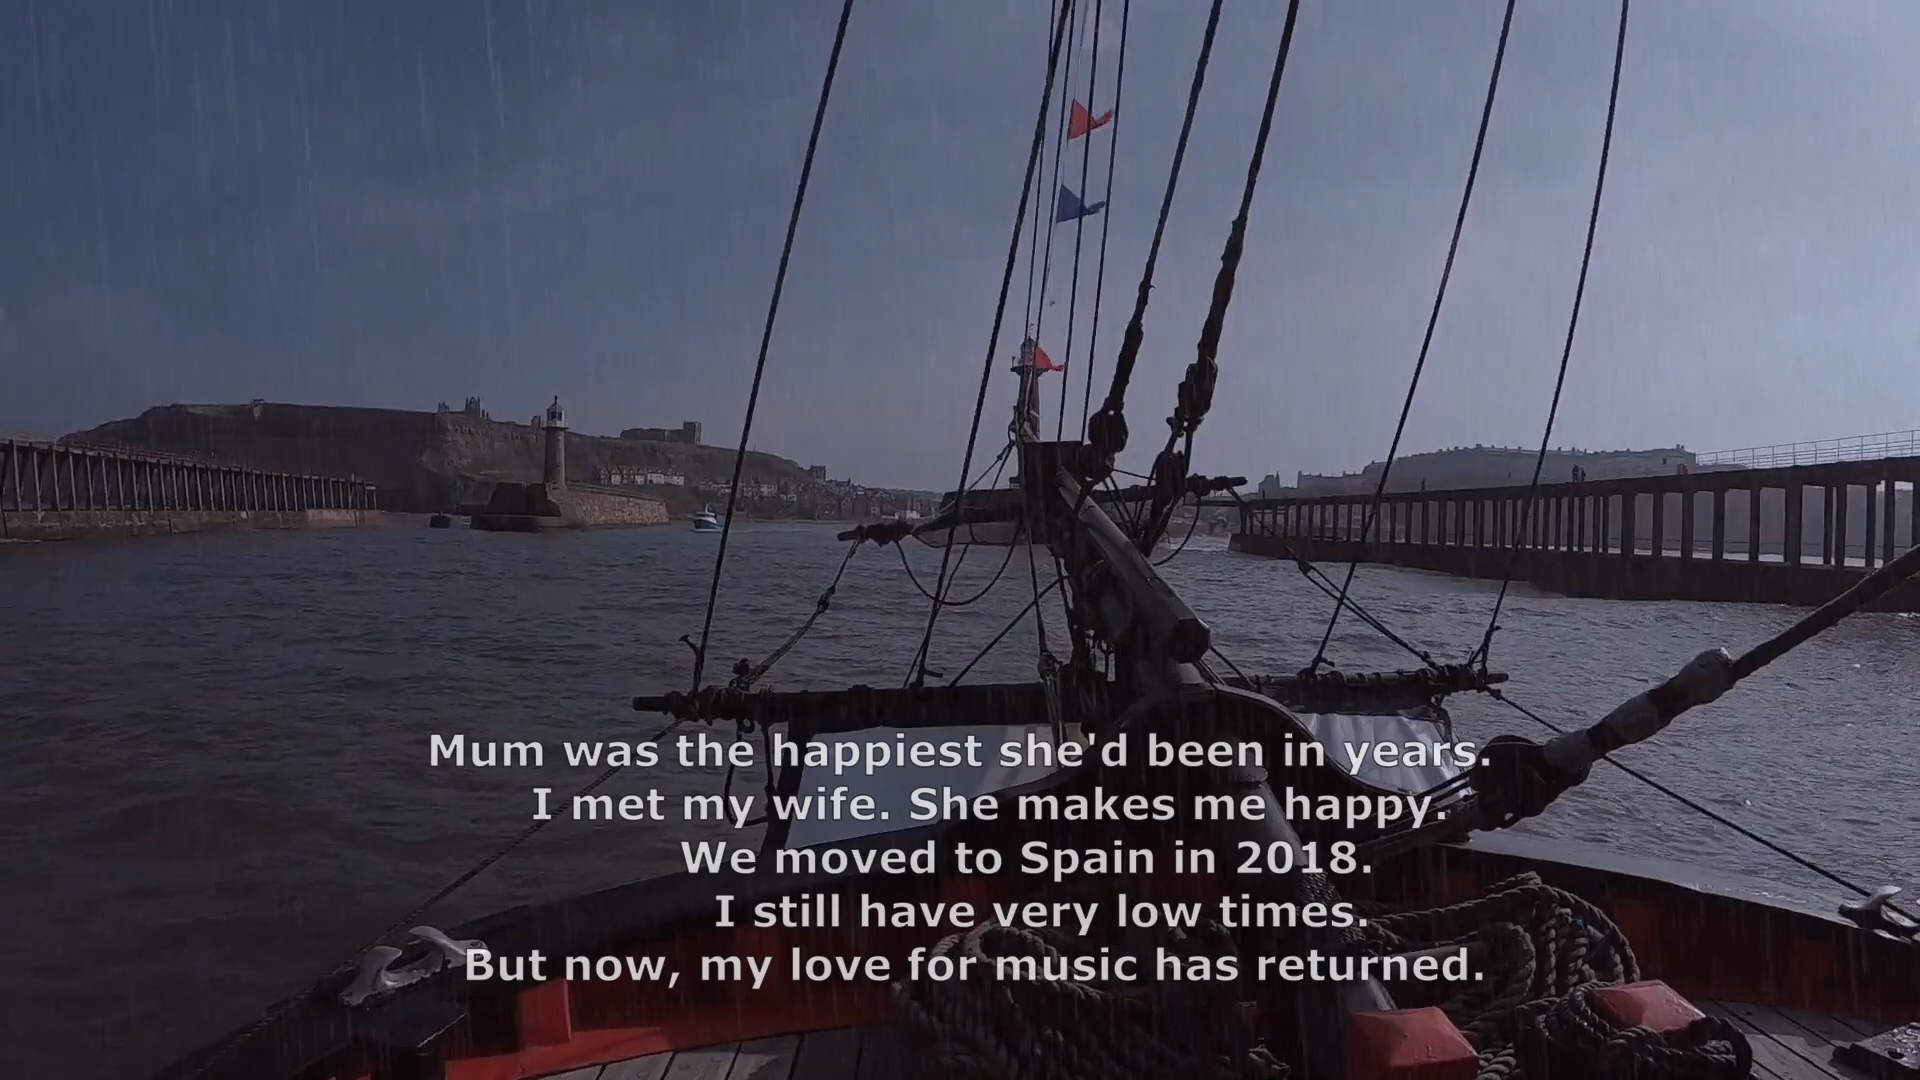 Mum was the happiest she'd been in years.
I met my wife. She makes me happy.
We moved to Spain in 2018.
I still have very low times.
But now, my love for music has returned.